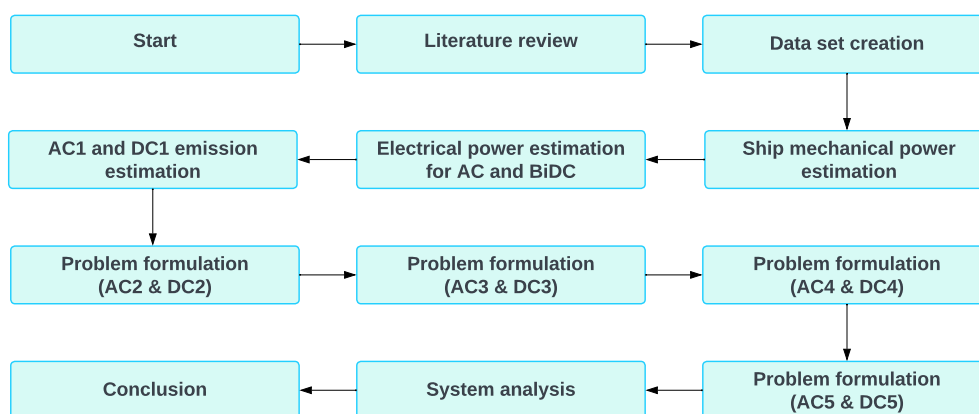 Start
Literature review
Data set creation
Ship mechanical power
estimation
Electrical power estimation
for AC and BiDC
AC1 and DC1 emission
estimation
Problem formulation
(AC2 & DC2)
Problem formulation
(AC3 & DC3)
Problem formulation
(AC4 & DC4)
Problem formulation
(AC5 & DC5)
System analysis
Conclusion